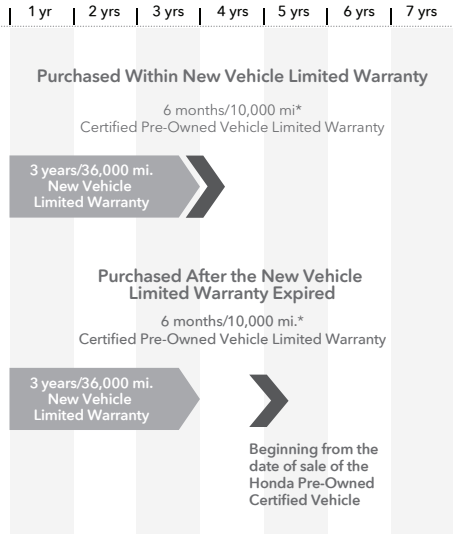 1 yr 2 yrs 3 yrs 4 yrs 5 yrs 6 yrs 7 yrs
Purchased Within New Vehicle Limited Warranty
6 months/10,000 mi*
Certified Pre-Owned Vehicle Limited Warranty
3 years/36,000 mi.
New Vehicle
Limited Warranty
Purchased After the New Vehicle
Limited Warranty Expired
6 months/10,000 mi.*
Certified Pre-Owned Vehicle Limited Warranty
3 years/36,000 mi.
New Vehicle
Limited Warranty
Beginning from the
date of sale of the
Honda Pre-Owned
Certified Vehicle